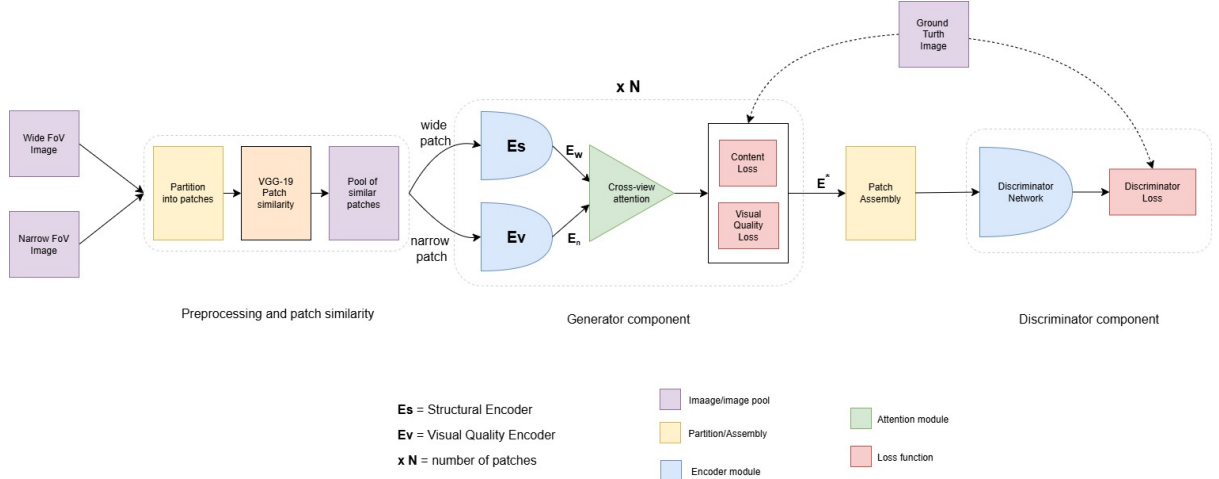 Ground
Turth
Image
x N
Wide FoV
Image
Narrow FoV
Image
Partition
into patches
VGG-19
Patch
similarity
Pool of
similar
patches
wide
patch
narrow
patch
Es
Ev
E_w
E_n
Cross-view
attention
Content
Loss
Visual
Quality
Loss
E^*
Patch
Assembly
Discriminator
Network
Discriminator
Loss
Preprocessing and patch similarity
Generator component
Discriminator component
Es = Structural Encoder
Ev = Visual Quality Encoder
x N = number of patches
Imaage/image pool
Partition/Assembly
Encoder module
Attention module
Loss function